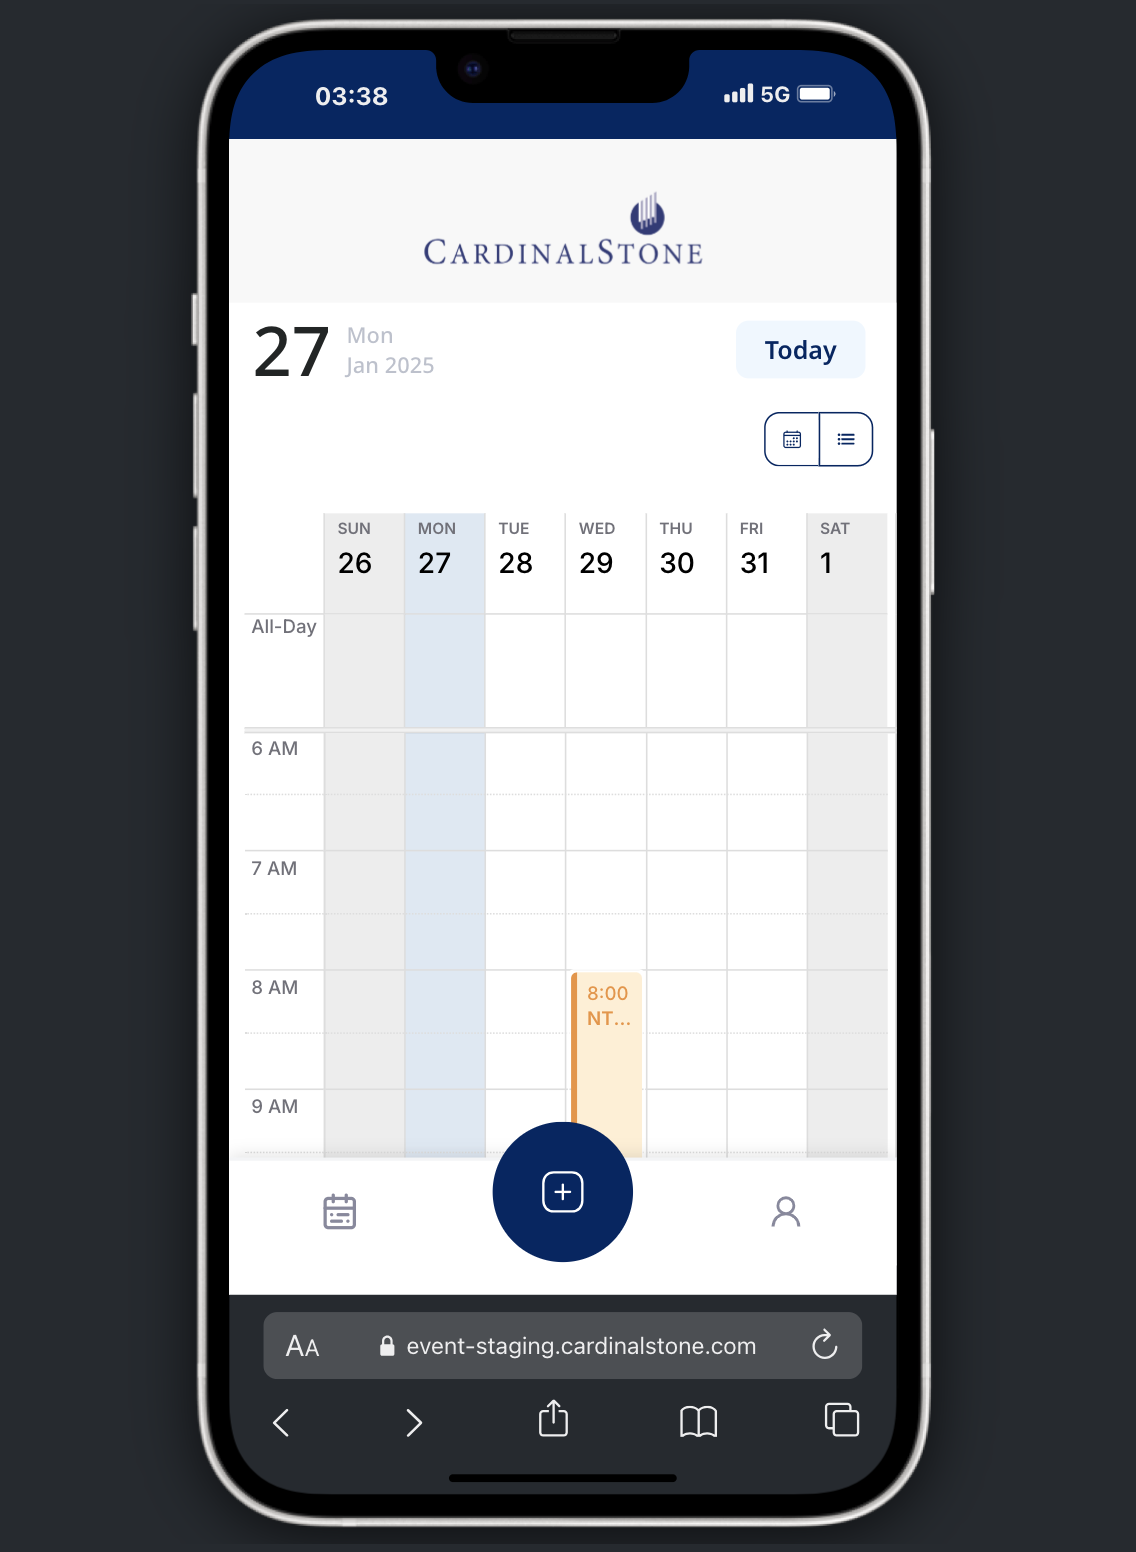 03:38
5G
CARDINALSTONE
27
Mon
Jan 2025
Today
SUN MON TUE WED THU FRI SAT
26 27 28 29 30 31 1
All-Day
6 AM
7 AM
8 AM
8:00
NT...
9 AM
AA
event-staging.cardinalstone.com